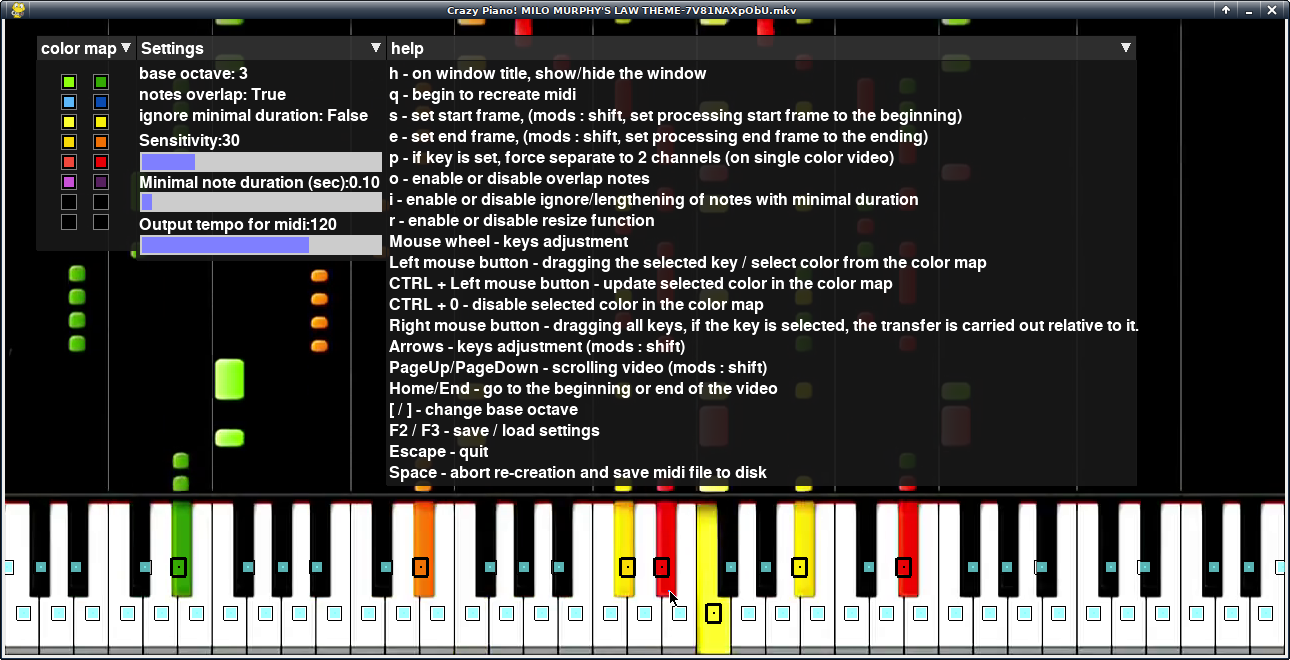 Crazy Piano! MILO MURPHY'S LAW THEME-7V81NAXpObU.mkv
color map
Settings
help
base octave: 3
notes overlap: True
ignore minimal duration: False
Sensitivity:30
Minimal note duration (sec):0.10
Output tempo for midi:120
h - on window title, show/hide the window
q - begin to recreate midi
s - set start frame, (mods : shift, set processing start frame to the beginning)
e - set end frame, (mods : shift, set processing end frame to the ending)
p - if key is set, force separate to 2 channels (on single color video)
o - enable or disable overlap notes
i - enable or disable ignore/lengthening of notes with minimal duration
r - enable or disable resize function
Mouse wheel - keys adjustment
Left mouse button - dragging the selected key / select color from the color map
CTRL + Left mouse button - update selected color in the color map
CTRL + 0 - disable selected color in the color map
Right mouse button - dragging all keys, if the key is selected, the transfer is carried out relative to it.
Arrows - keys adjustment (mods : shift)
PageUp/PageDown - scrolling video (mods : shift)
Home/End - go to the beginning or end of the video
[ / ] - change base octave
F2 / F3 - save / load settings
Escape - quit
Space - abort re-creation and save midi file to disk